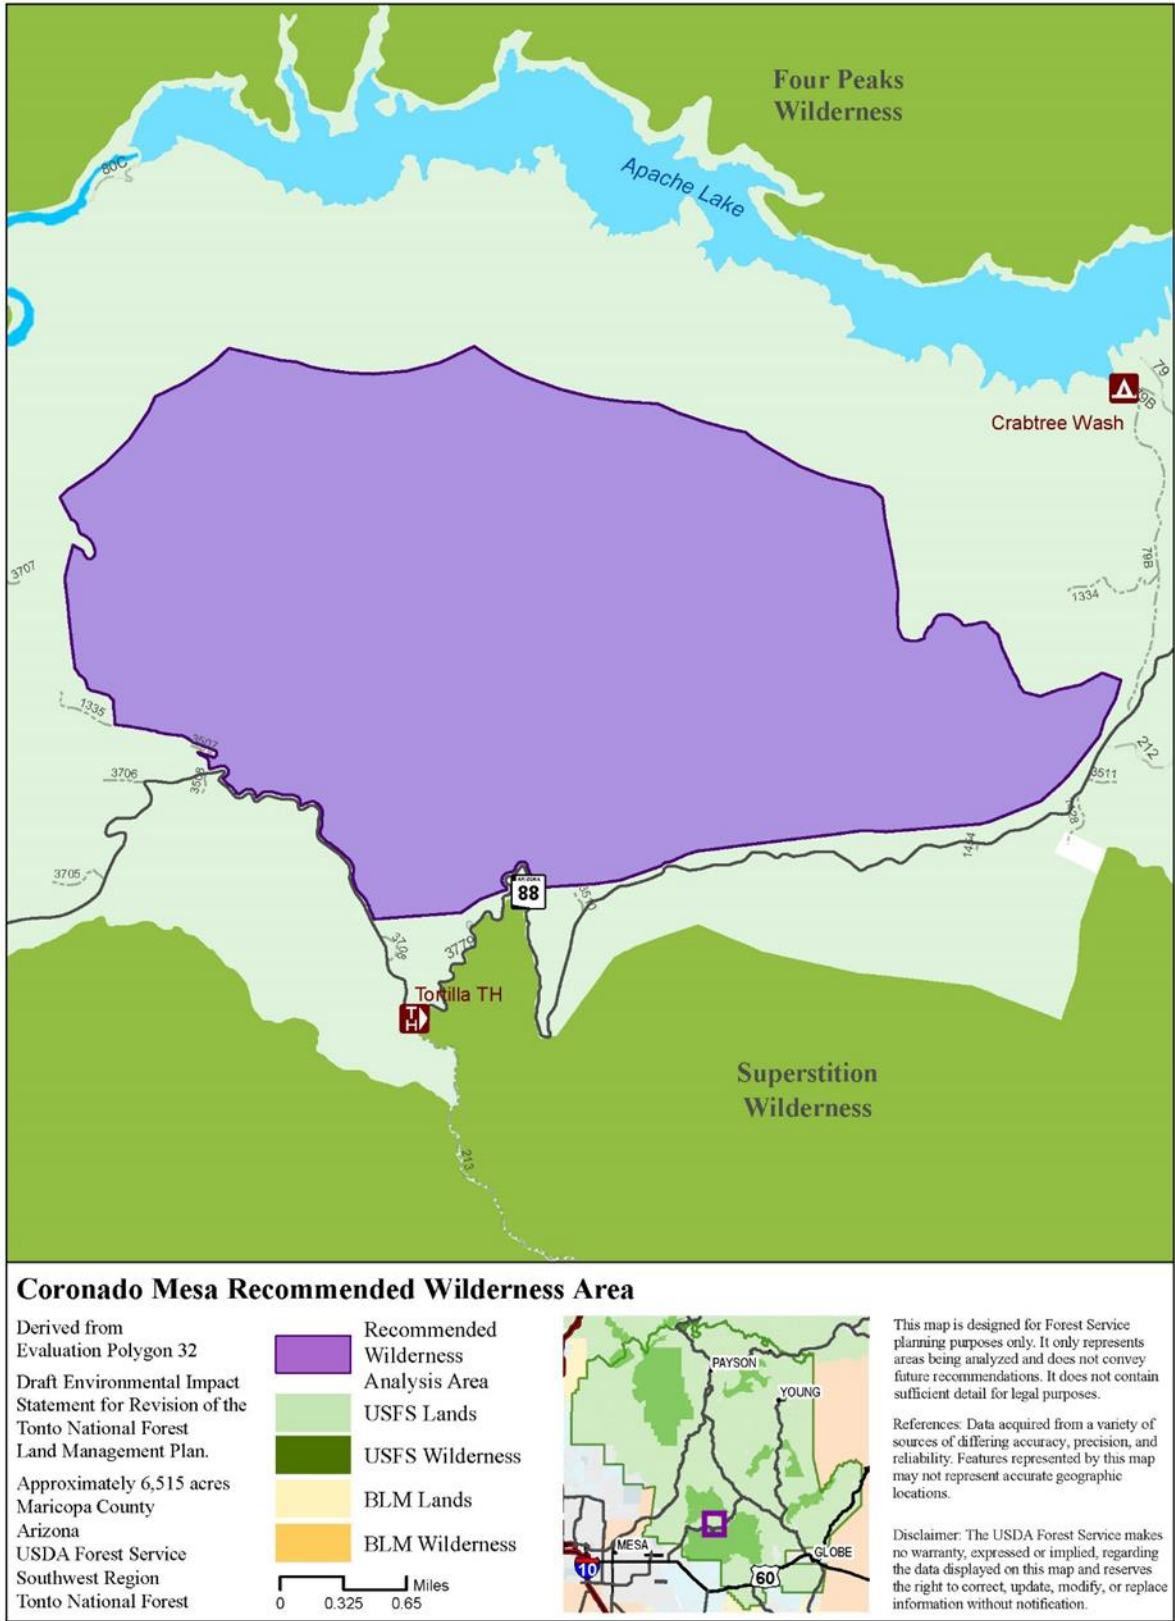 Four Peaks
Wilderness
80C
Apache Lake
79
79B
Crabtree Wash
79B
3707
1334
1335
3507
212
3706
3508
3511
1128
1454
3705
ARIZONA
88
3510
3708
3779
Tortilla TH
TH
Superstition
Wilderness
213
Coronado Mesa Recommended Wilderness Area
Derived from
Evaluation Polygon 32
Draft Environmental Impact
Statement for Revision of the
Tonto National Forest
Land Management Plan.
Approximately 6,515 acres
Maricopa County
Arizona
USDA Forest Service
Southwest Region
Tonto National Forest
Recommended
Wilderness
Analysis Area
USFS Lands
USFS Wilderness
BLM Lands
BLM Wilderness
Miles
0 0.325 0.65
PAYSON
YOUNG
MESA
GLOBE
10
60
This map is designed for Forest Service
planning purposes only. It only represents
areas being analyzed and does not convey
future recommendations. It does not contain
sufficient detail for legal purposes.
References: Data acquired from a variety of
sources of differing accuracy, precision, and
reliability. Features represented by this map
may not represent accurate geographic
locations.
Disclaimer: The USDA Forest Service makes
no warranty, expressed or implied, regarding
the data displayed on this map and reserves
the right to correct, update, modify, or replace
information without notification.